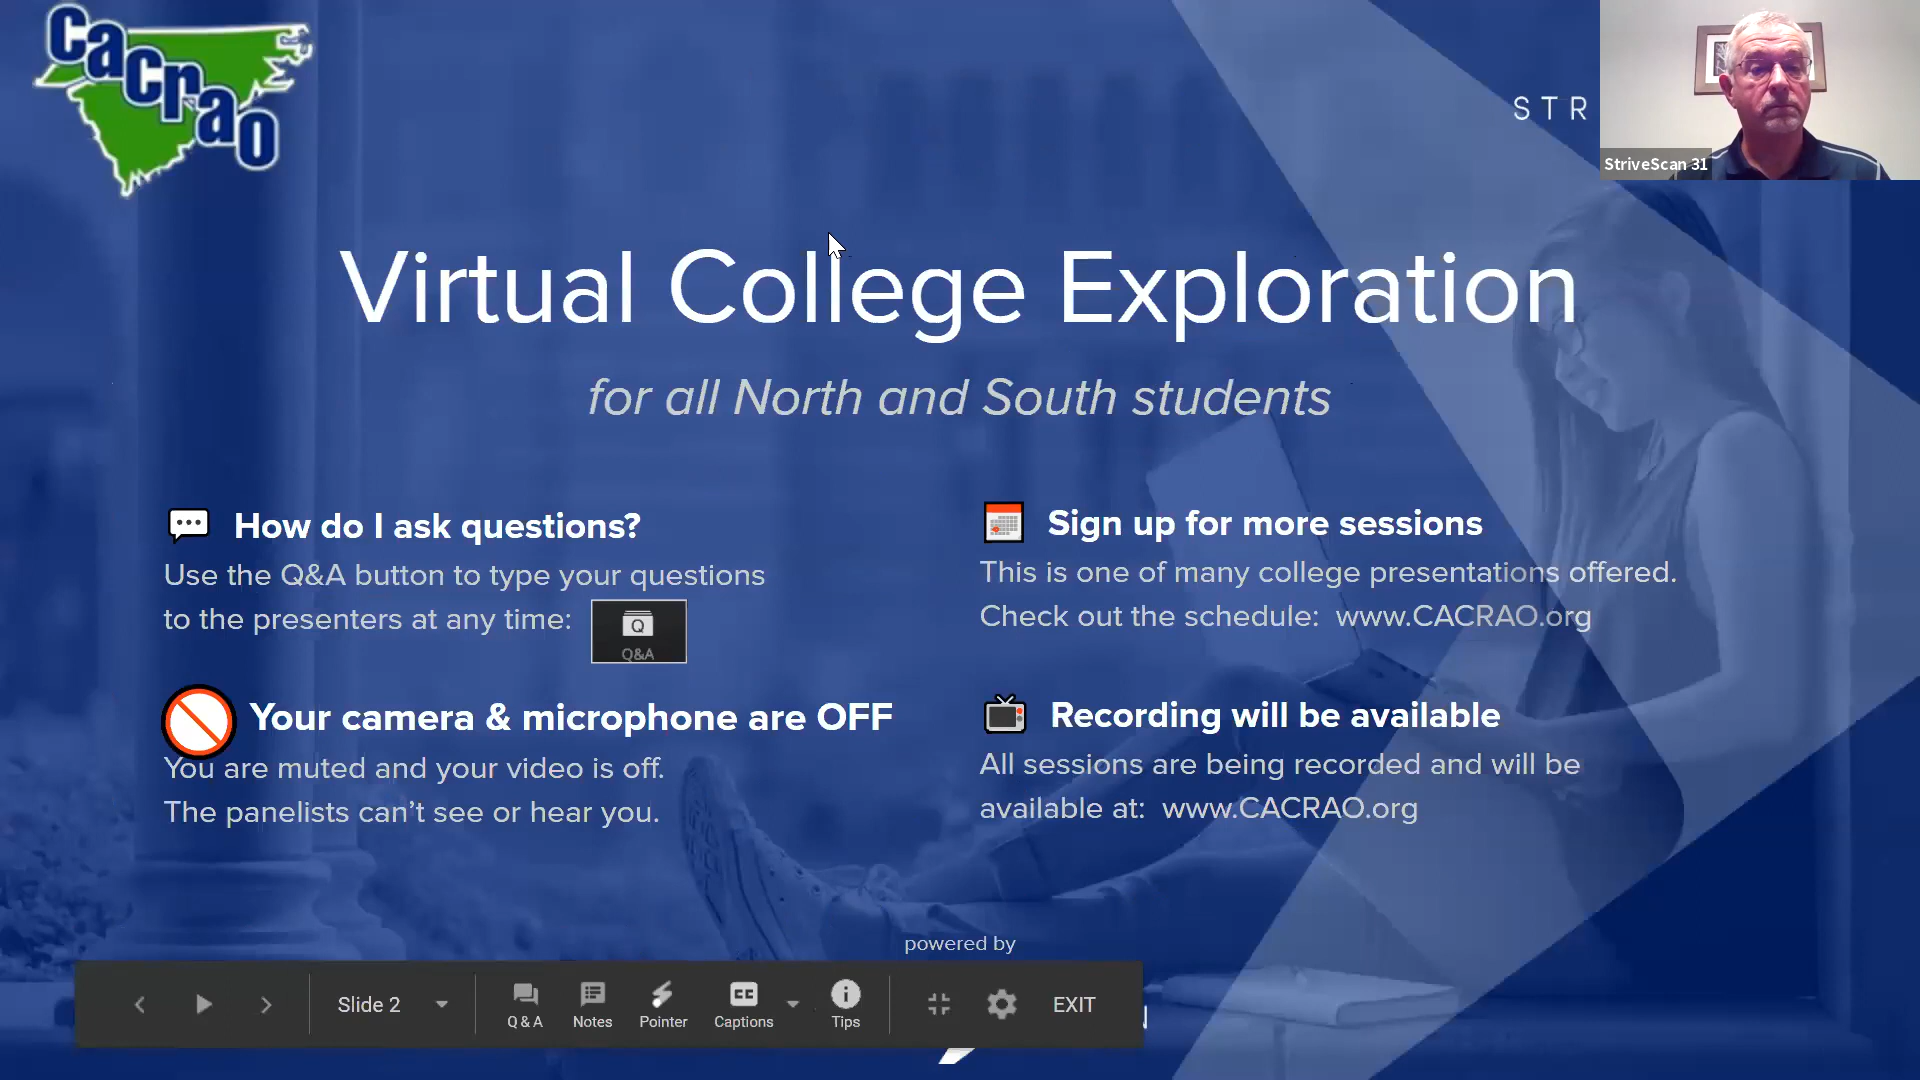 Cacrao
STR
StriveScan 31
Virtual College Exploration
for all North and South students
How do I ask questions?
Use the Q&A button to type your questions
to the presenters at any time:
Q
Q&A
Sign up for more sessions
This is one of many college presentations offered.
Check out the schedule: www.CACRAO.org
Your camera & microphone are OFF
You are muted and your video is off.
The panelists can’t see or hear you.
Recording will be available
All sessions are being recorded and will be
available at: www.CACRAO.org
powered by
Slide 2
Q & A
Notes
Pointer
CC
Captions
Tips
EXIT